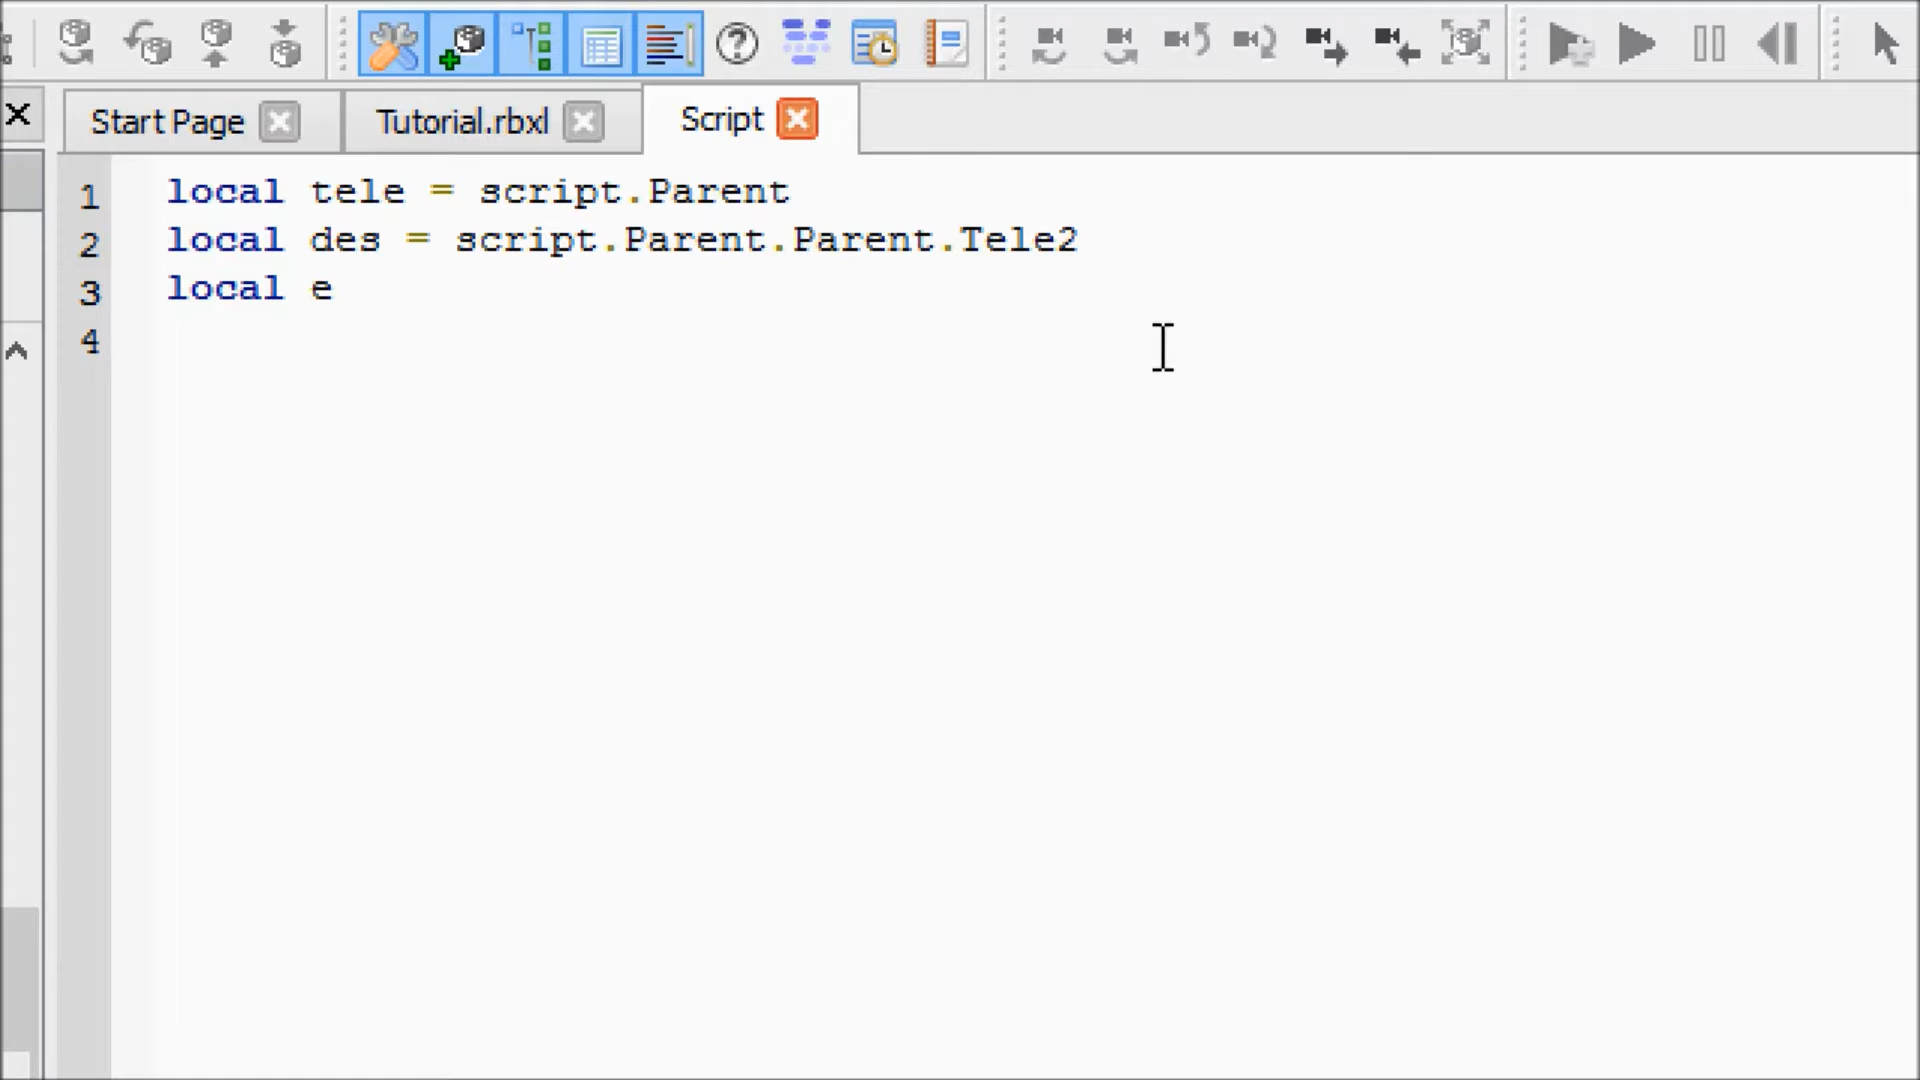 Start Page
Tutorial.rbxl
Script
1 local tele = script.Parent
2 local des = script.Parent.Parent.Tele2
3 local e
4